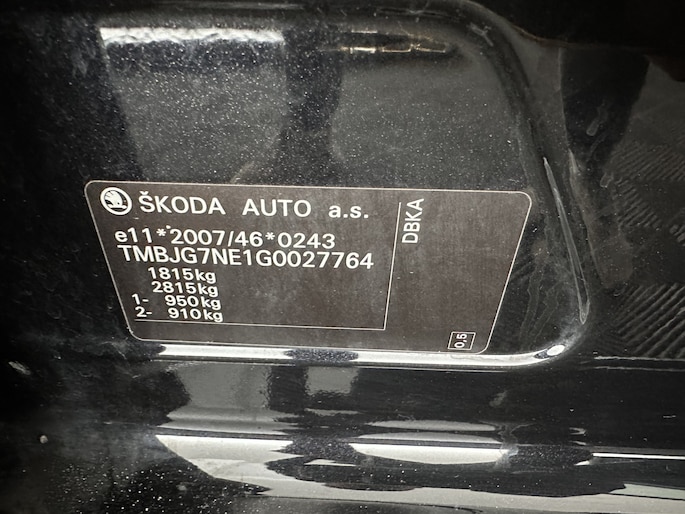 ŠKODA AUTO a.s.
e11*2007/46*0243
TMBJG7NE1G0027764
1815kg
2815kg
1- 950kg
2- 910kg
DBKA
0.5